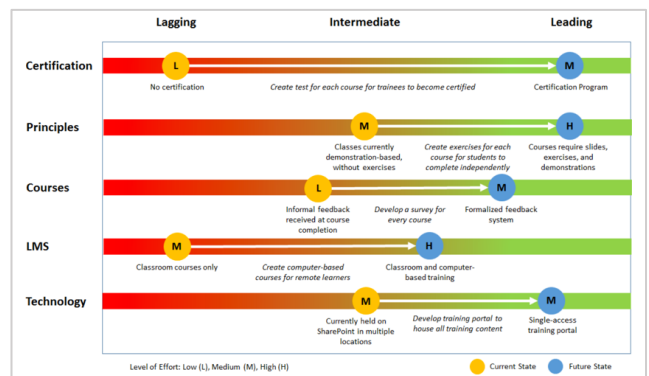 Lagging Intermediate Leading
Certification
L M
No certification Create test for each course for trainees to become certified Certification Program
Principles
M H
Classes currently Create exercises for each Courses require slides,
demonstration-based, course for students to exercises, and
without exercises complete independently demonstrations
Courses
L M
Informal feedback Develop a survey for Formalized feedback
received at course every course system
completion
LMS
M H
Classroom courses only Create computer-based Classroom and computer-
courses for remote learners based training
Technology
M M
Currently held on Develop training portal to Single-access
SharePoint in multiple house all training content training portal
locations
Level of Effort: Low (L), Medium (M), High (H) Current State Future State